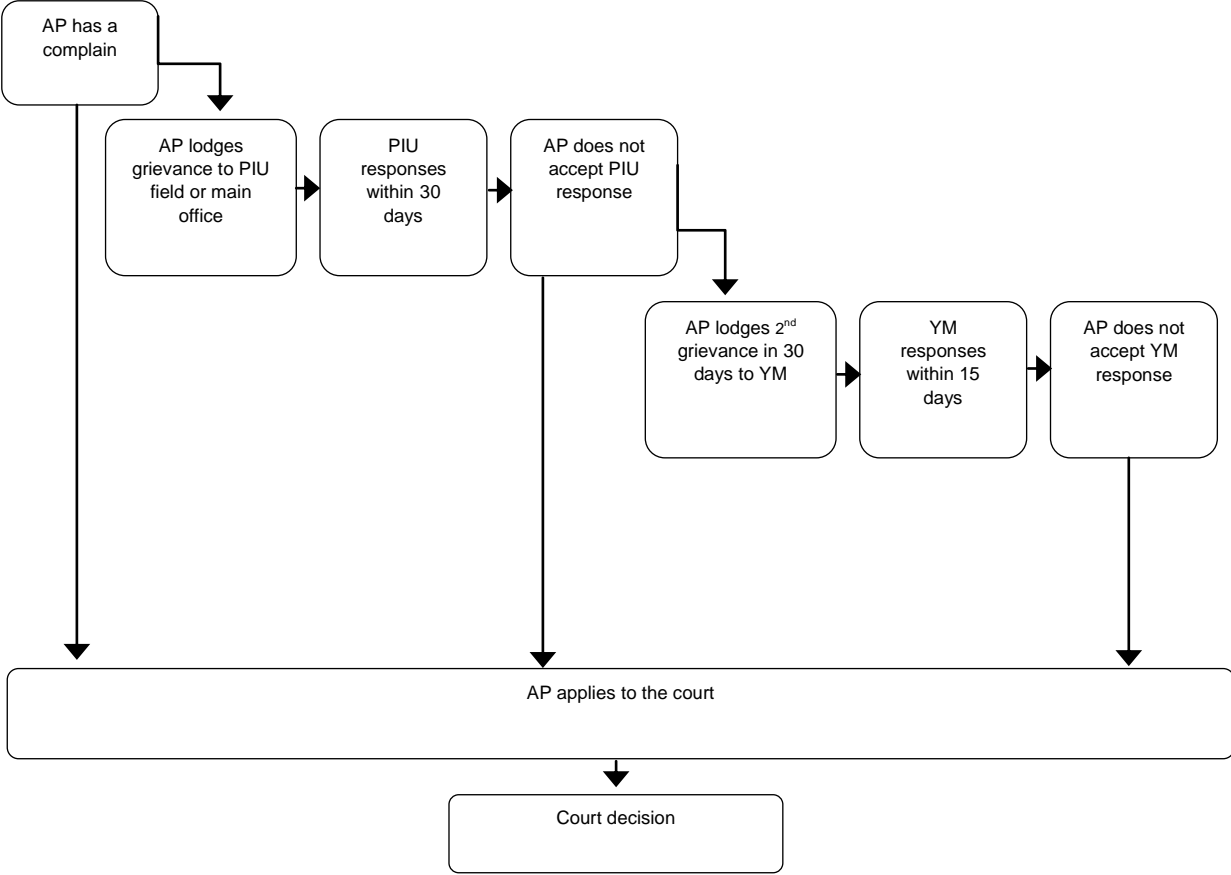 AP has a
complain
AP lodges
grievance to PIU
field or main
office
PIU
responses
within 30
days
AP does not
accept PIU
response
AP lodges 2nd
grievance in 30
days to YM
YM
responses
within 15
days
AP does not
accept YM
response
AP applies to the court
Court decision